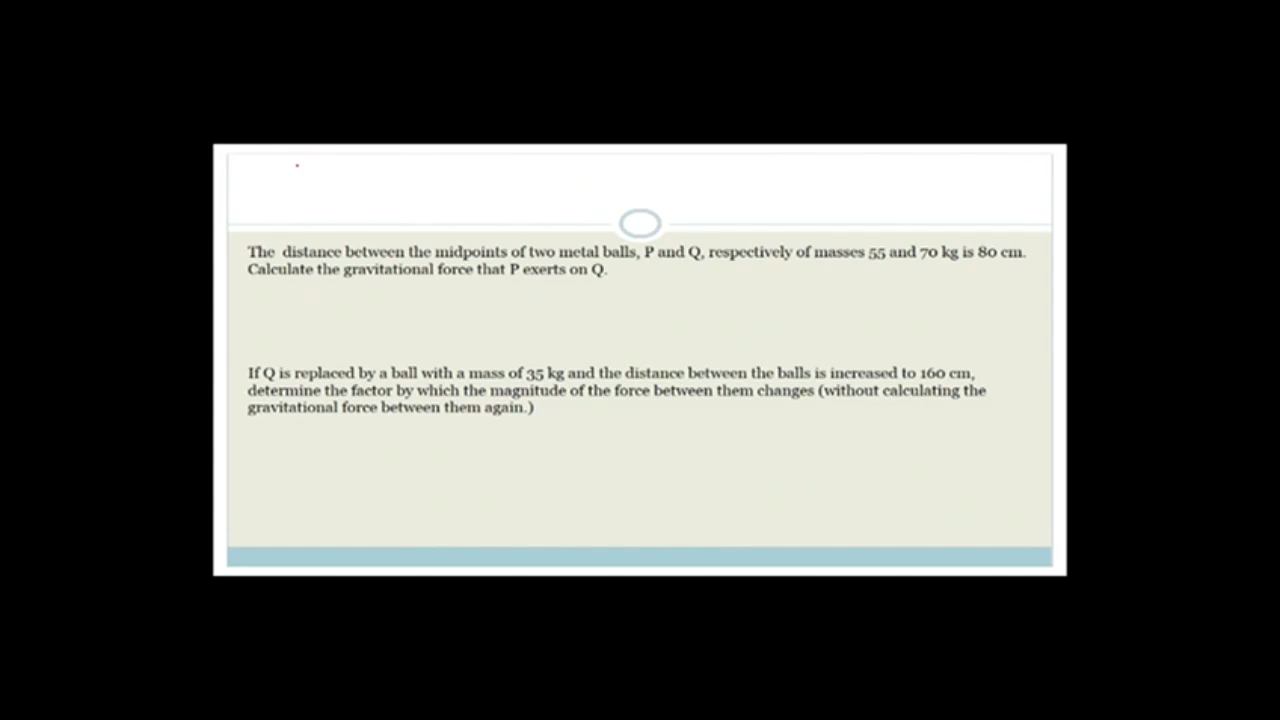 The distance between the midpoints of two metal balls, P and Q, respectively of masses 55 and 70 kg is 80 cm.
Calculate the gravitational force that P exerts on Q.
If Q is replaced by a ball with a mass of 35 kg and the distance between the balls is increased to 160 cm,
determine the factor by which the magnitude of the force between them changes (without calculating the
gravitational force between them again.)